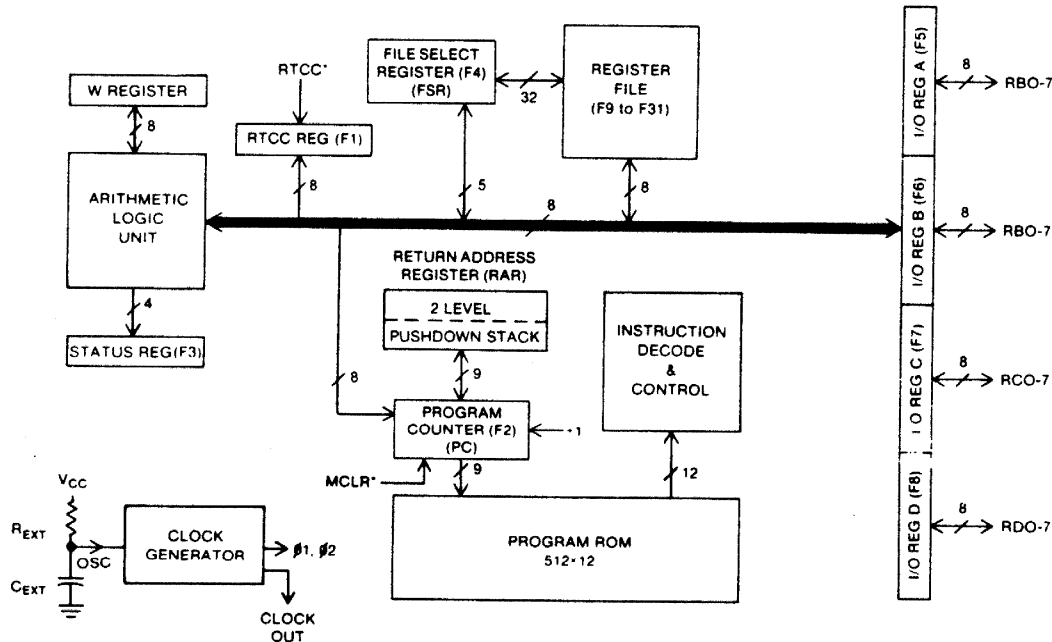 FILE SELECT
REGISTER (F4)
(FSR)
32
REGISTER
FILE
(F9 to F31)
RTCC*
W REGISTER
8
RTCC REG (F1)
8
5
8
ARITHMETIC
LOGIC
UNIT
8
4
STATUS REG(F3)
RETURN ADDRESS
REGISTER (RAR)
2 LEVEL
PUSHDOWN STACK
8
9
PROGRAM
COUNTER (F2)
(PC)
+1
MCLR*
9
INSTRUCTION
DECODE
&
CONTROL
12
PROGRAM ROM
512×12
VCC
REXT
OSC
CEXT
CLOCK
GENERATOR
ø1, ø2
CLOCK
OUT
I/O REG A (F5)
8
RBO-7
I/O REG B (F6)
8
RBO-7
I O REG C (F7)
8
RCO-7
I/O REG D (F8)
8
RDO-7